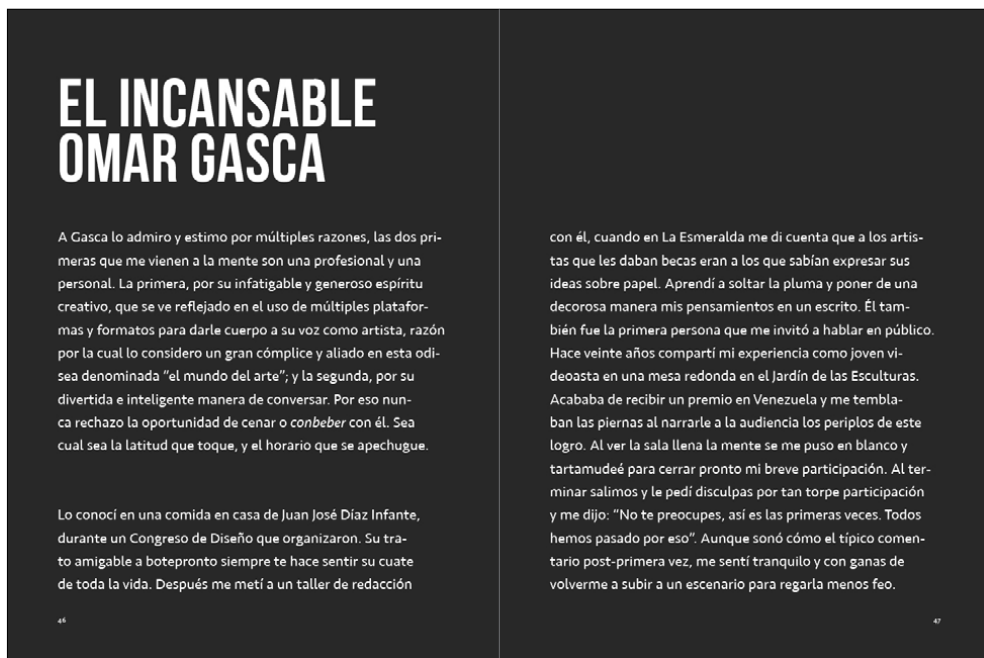 EL INCANSABLE
OMAR GASCA
A Gasca lo admiro y estimo por múltiples razones, las dos pri-
meras que me vienen a la mente son una profesional y una
personal. La primera, por su infatigable y generoso espíritu
creativo, que se ve reflejado en el uso de múltiples platafor-
mas y formatos para darle cuerpo a su voz como artista, razón
por la cual lo considero un gran cómplice y aliado en esta odi-
sea denominada “el mundo del arte”; y la segunda, por su
divertida e inteligente manera de conversar. Por eso nun-
ca rechazo la oportunidad de cenar o conbeber con él. Sea
cual sea la latitud que toque, y el horario que se apechugue.
Lo conocí en una comida en casa de Juan José Díaz Infante,
durante un Congreso de Diseño que organizaron. Su tra-
to amigable a botepronto siempre te hace sentir su cuate
de toda la vida. Después me metí a un taller de redacción
46
con él, cuando en La Esmeralda me di cuenta que a los artis-
tas que les daban becas eran a los que sabían expresar sus
ideas sobre papel. Aprendí a soltar la pluma y poner de una
decorosa manera mis pensamientos en un escrito. Él tam-
bién fue la primera persona que me invitó a hablar en público.
Hace veinte años compartí mi experiencia como joven vi-
deoasta en una mesa redonda en el Jardín de las Esculturas.
Acababa de recibir un premio en Venezuela y me tembla-
ban las piernas al narrarle a la audiencia los periplos de este
logro. Al ver la sala llena la mente se me puso en blanco y
tartamudeé para cerrar pronto mi breve participación. Al ter-
minar salimos y le pedí disculpas por tan torpe participación
y me dijo: “No te preocupes, así es las primeras veces. Todos
hemos pasado por eso”. Aunque sonó cómo el típico comen-
tario post-primera vez, me sentí tranquilo y con ganas de
volverme a subir a un escenario para regarla menos feo.
47